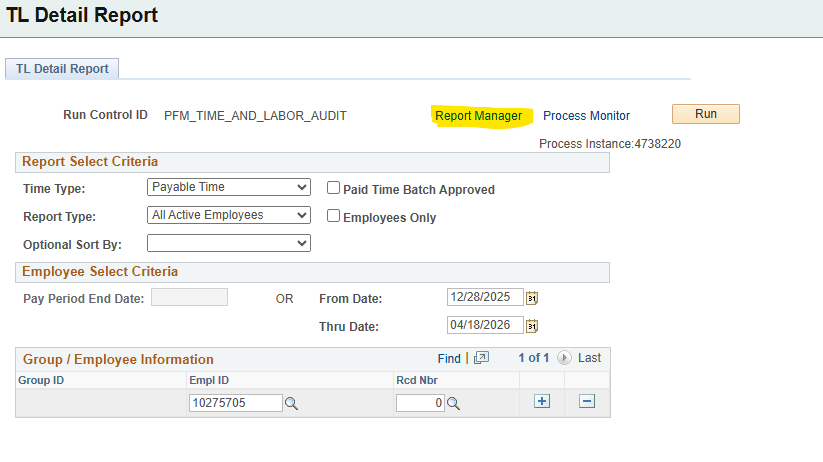 TL Detail Report
TL Detail Report
Run Control ID PFM_TIME_AND_LABOR_AUDIT Report Manager Process Monitor Run
Process Instance:4738220
Report Select Criteria
Time Type: Payable Time Paid Time Batch Approved
Report Type: All Active Employees Employees Only
Optional Sort By:
Employee Select Criteria
Pay Period End Date: OR From Date: 12/28/2025 31
Thru Date: 04/18/2026 31
Group / Employee Information Find | 1 of 1 Last
Group ID Empl ID Rcd Nbr
10275705 0 + −